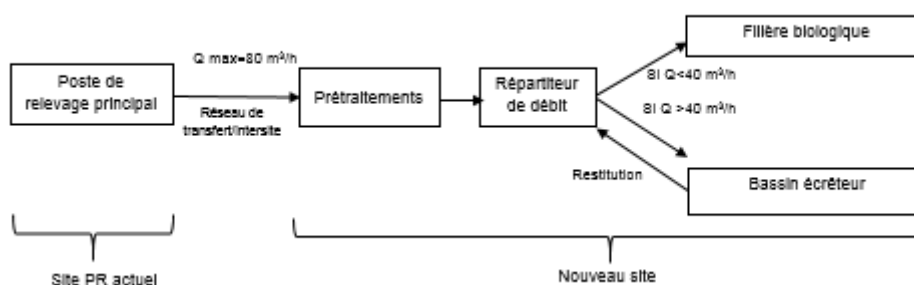 Filière biologique
Q max=80 m³/h
SI Q<40 m³/h
Poste de
relevage principal
Prétraitements
Répartiteur
de débit
SI Q >40 m³/h
Réseau de
transfert/intersite
Restitution
Bassin écrêteur
Site PR actuel
Nouveau site